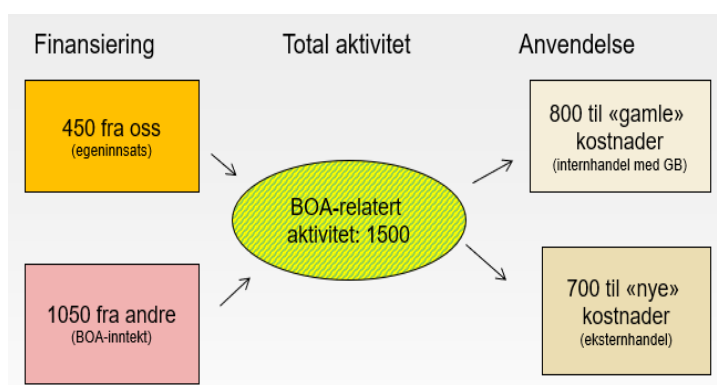 Finansiering
Total aktivitet
Anvendelse
450 fra oss
(egeninnsats)
1050 fra andre
(BOA-inntekt)
BOA-relatert
aktivitet: 1500
800 til «gamle»
kostnader
(internhandel med GB)
700 til «nye»
kostnader
(eksternhandel)